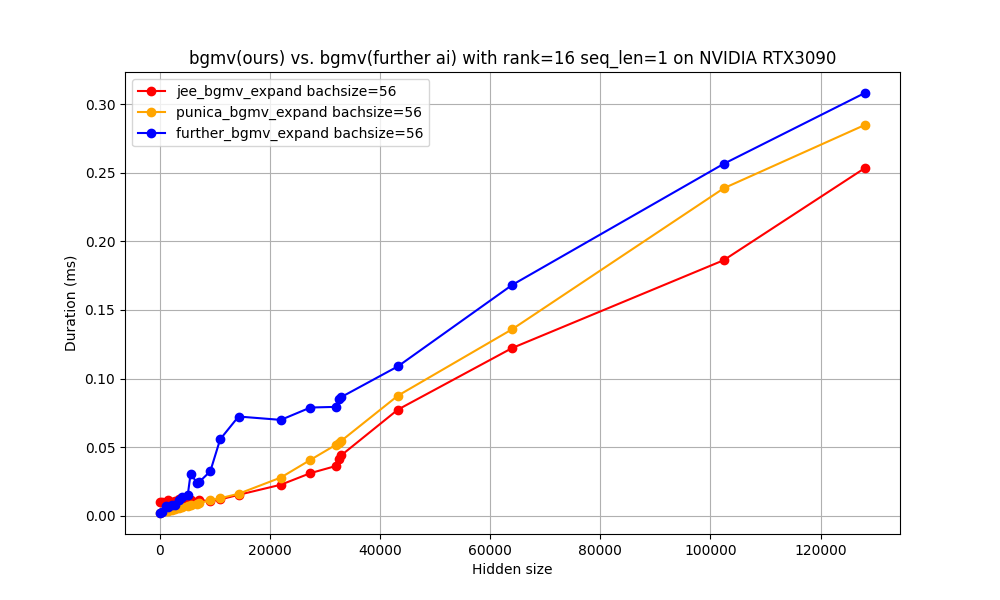 bgmv(ours) vs. bgmv(further ai) with rank=16 seq_len=1 on NVIDIA RTX3090
jee_bgmv_expand bachsize=56
punica_bgmv_expand bachsize=56
further_bgmv_expand bachsize=56
Duration (ms)
0.30
0.25
0.20
0.15
0.10
0.05
0.00
0 20000 40000 60000 80000 100000 120000
Hidden size